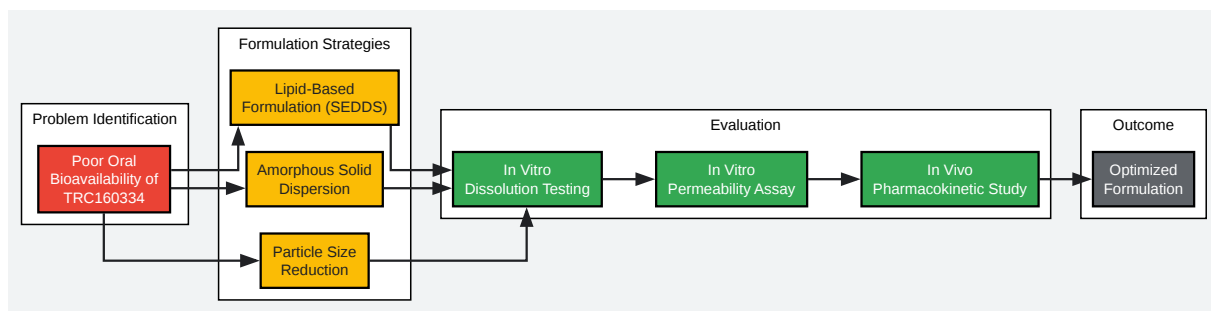 Problem Identification
Poor Oral
Bioavailability of
TRC160334
Formulation Strategies
Lipid-Based
Formulation (SEDDS)
Amorphous Solid
Dispersion
Particle Size
Reduction
Evaluation
In Vitro
Dissolution Testing
In Vitro
Permeability Assay
In Vivo
Pharmacokinetic Study
Outcome
Optimized
Formulation